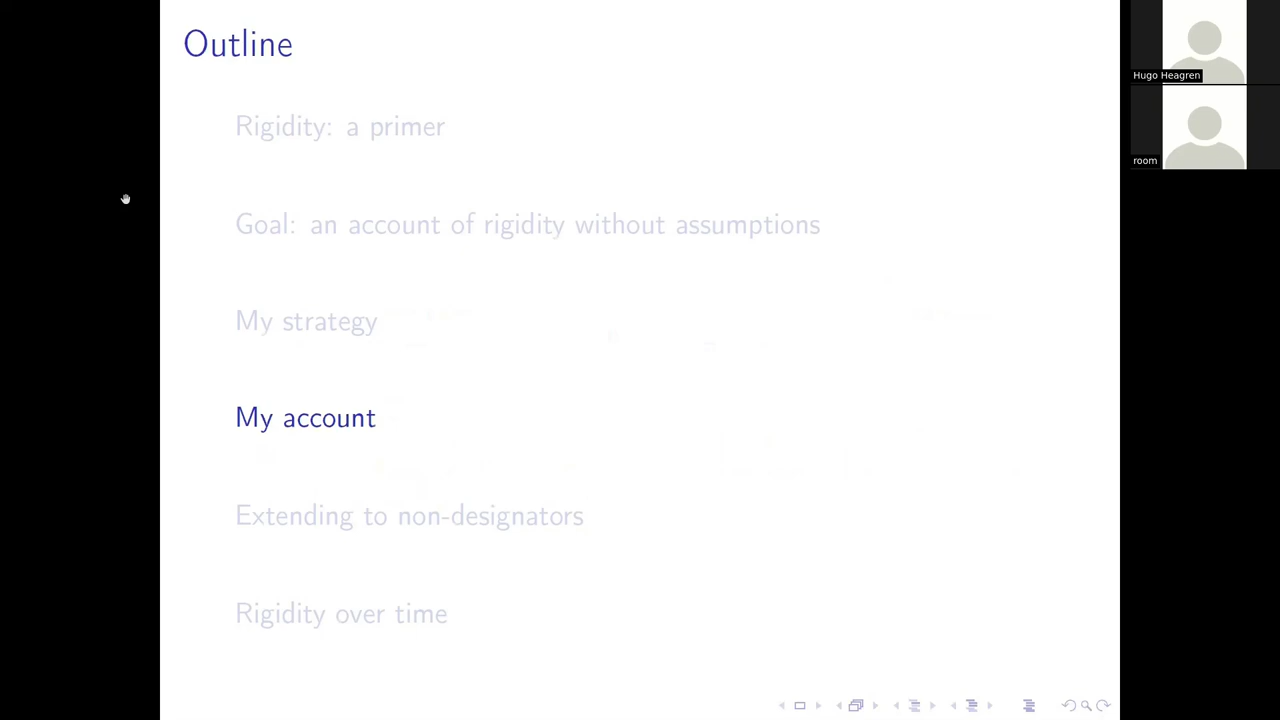 Outline
Rigidity: a primer
Goal: an account of rigidity without assumptions
My strategy
My account
Extending to non-designators
Rigidity over time
Hugo Heagren
room